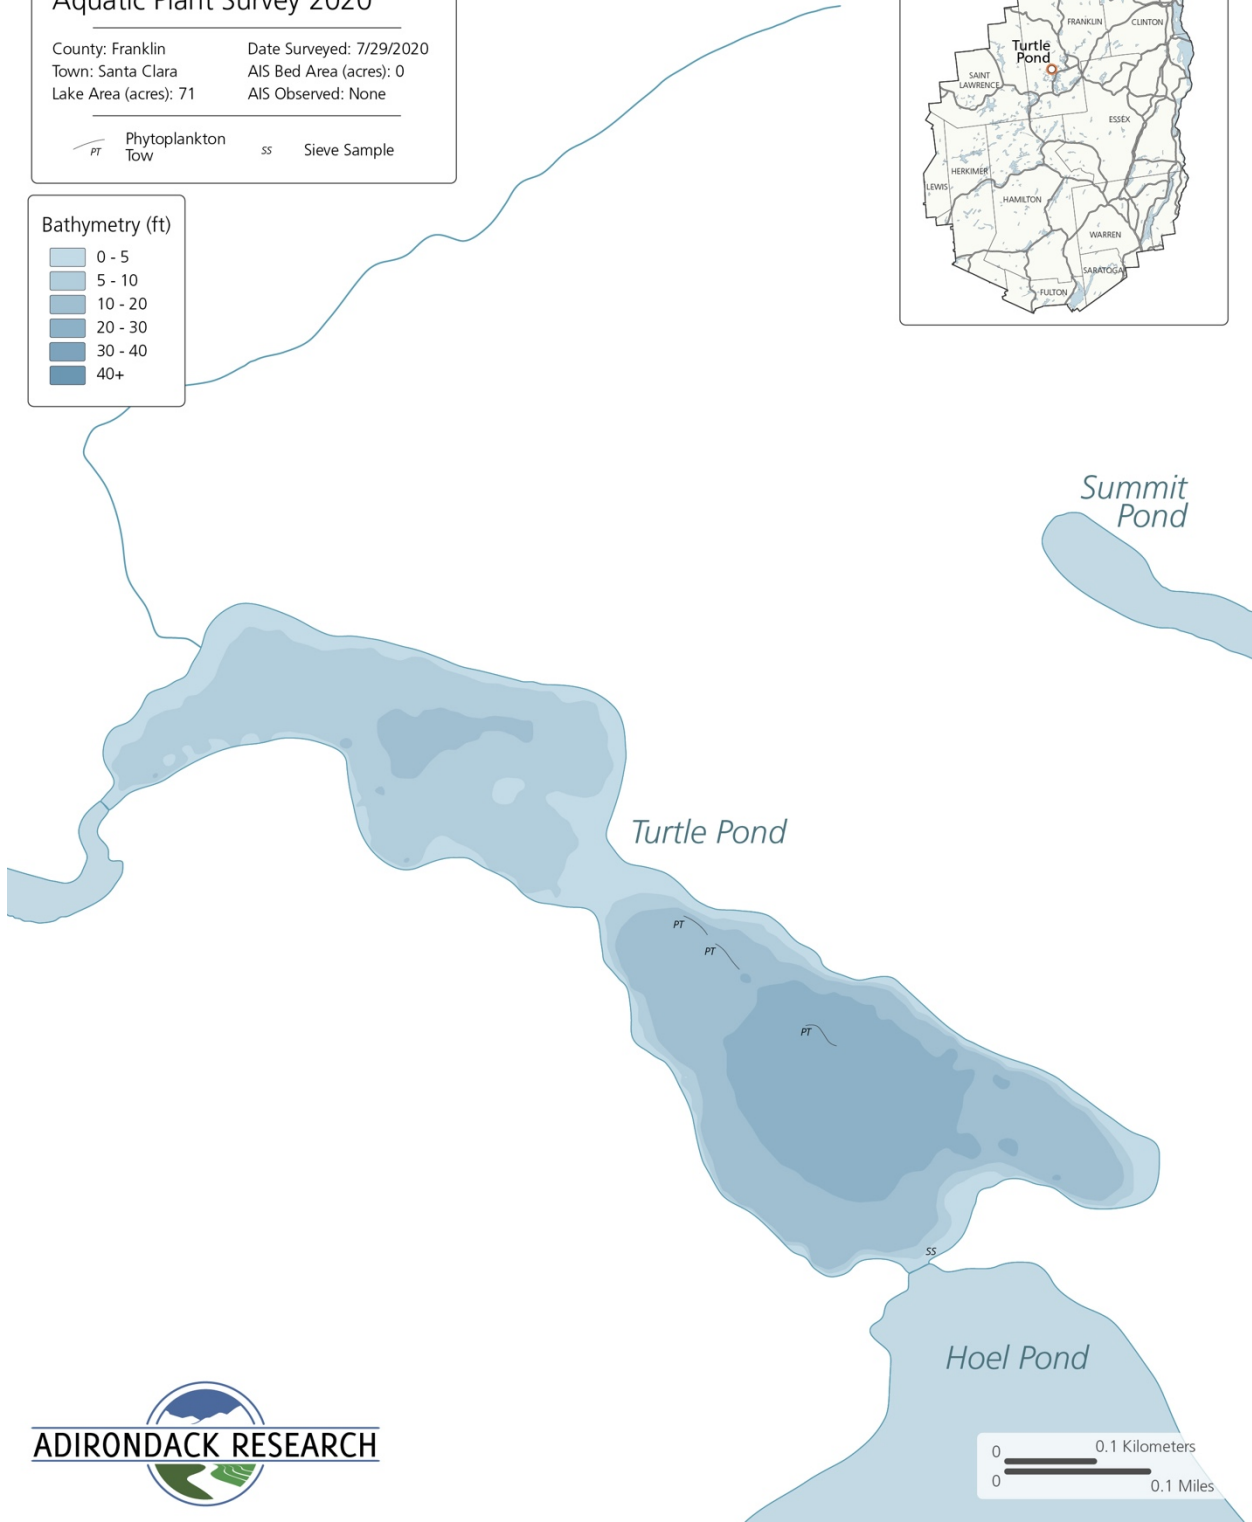 Aquatic Plant Survey 2020
County: Franklin
Date Surveyed: 7/29/2020
Town: Santa Clara
AIS Bed Area (acres): 0
Lake Area (acres): 71
AIS Observed: None
PT
Phytoplankton
Tow
SS
Sieve Sample
Bathymetry (ft)
0 - 5
5 - 10
10 - 20
20 - 30
30 - 40
40+
FRANKLIN
CLINTON
Turtle
Pond
SAINT
LAWRENCE
ESSEX
HERKIMER
LEWIS
HAMILTON
WARREN
SARATOGA
FULTON
Summit
Pond
Turtle Pond
PT
PT
PT
SS
Hoel Pond
ADIRONDACK RESEARCH
0
0.1 Kilometers
0
0.1 Miles